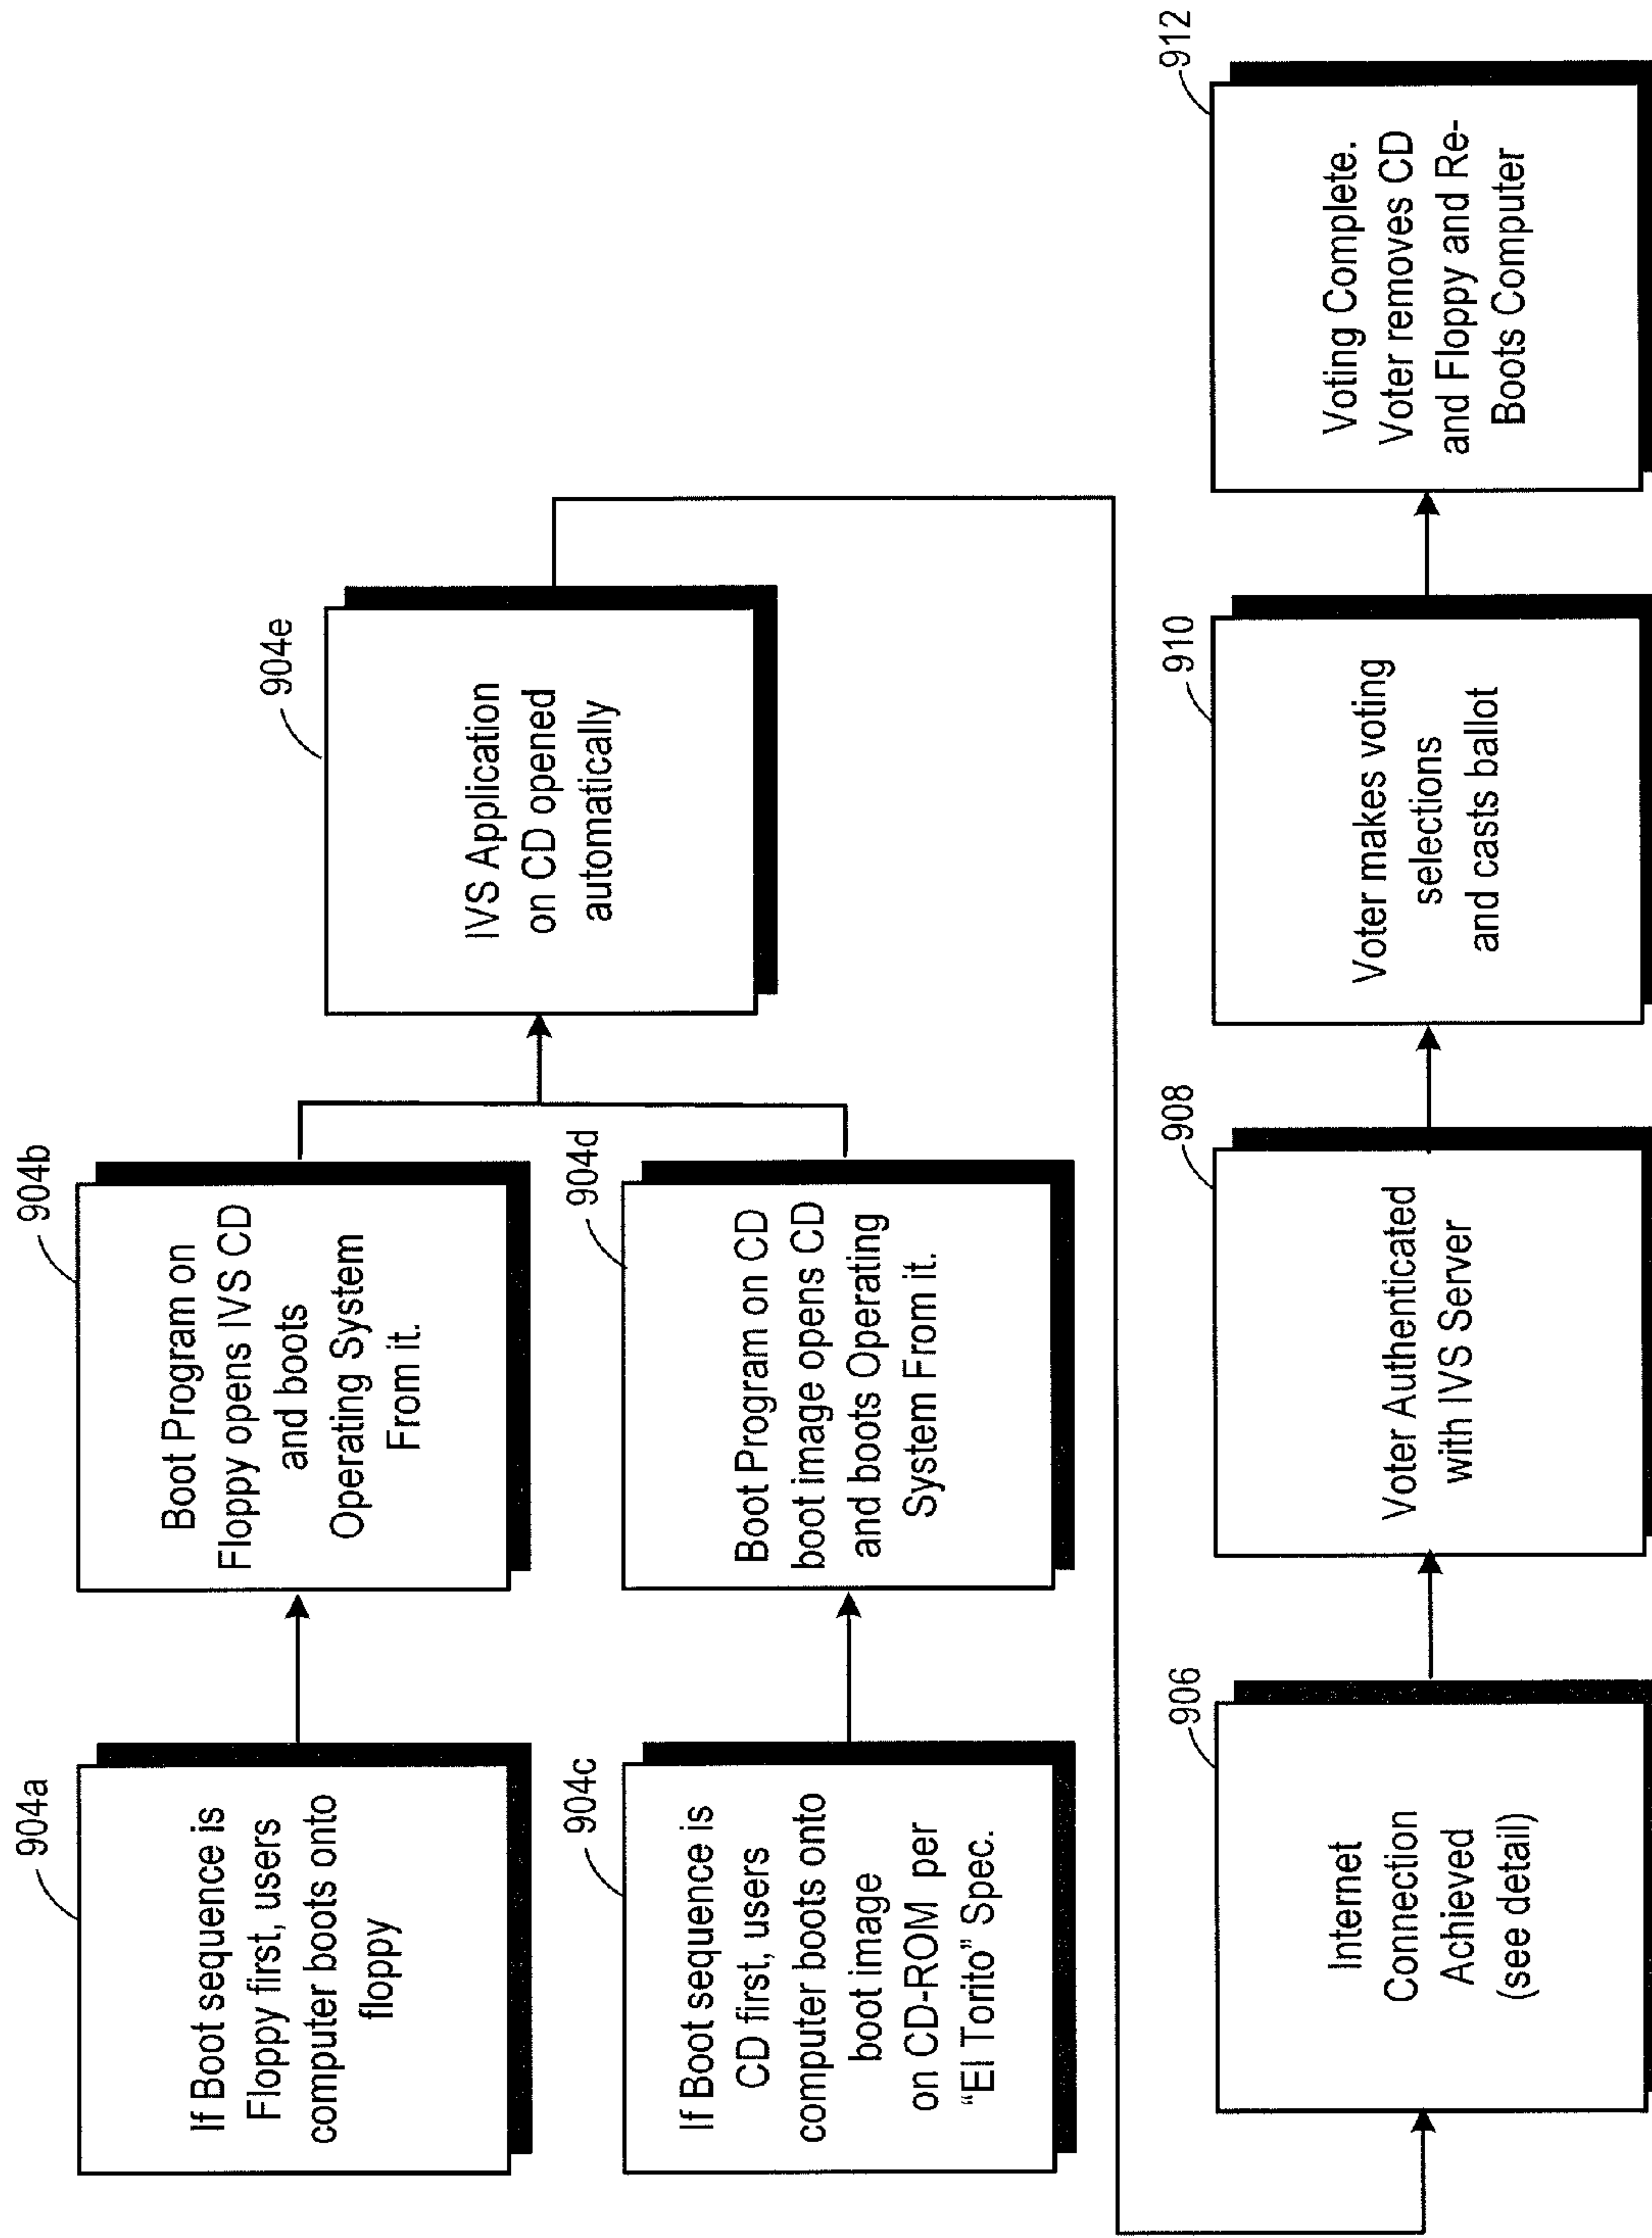 904a
If Boot sequence is
Floppy first, users
computer boots onto
floppy
904b
Boot Program on
Floppy opens IVS CD
and boots
Operating System
From it.
904c
If Boot sequence is
CD first, users
computer boots onto
boot image
on CD-ROM per
“El Torito” Spec.
904d
Boot Program on CD
boot image opens CD
and boots Operating
System From it.
904e
IVS Application
on CD opened
automatically
906
Internet
Connection
Achieved
(see detail)
908
Voter Authenticated
with IVS Server
910
Voter makes voting
selections
and casts ballot
912
Voting Complete.
Voter removes CD
and Floppy and Re-
Boots Computer